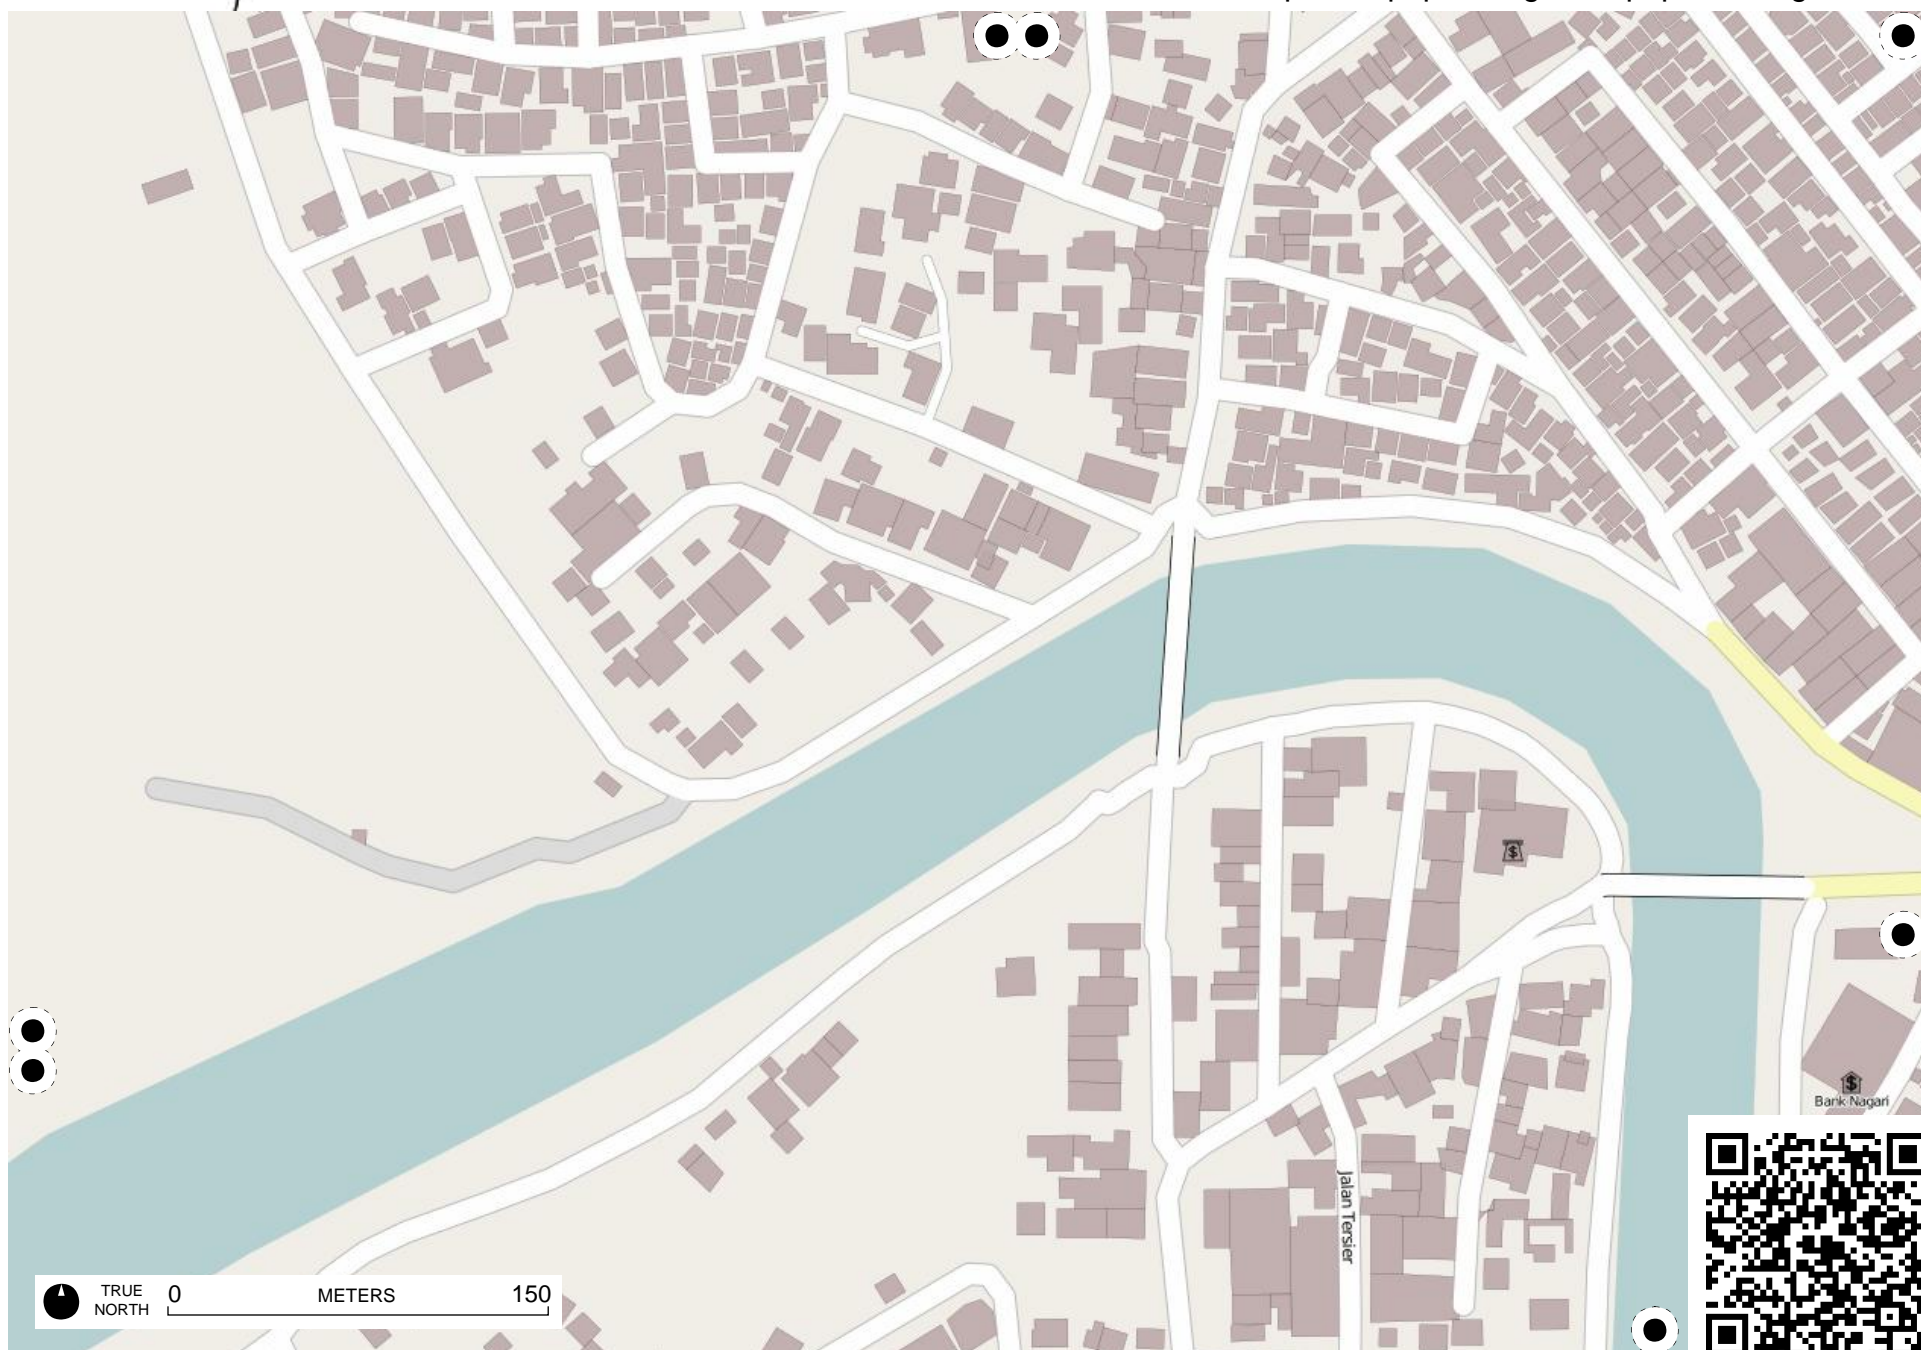 Bank Nagari
Jalan Tersier
TRUE
NORTH
0 METERS 150